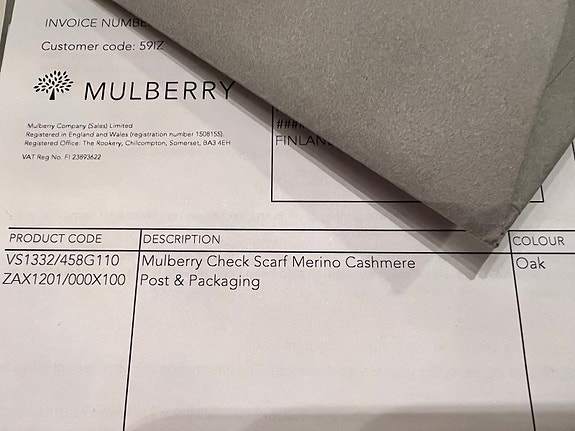 INVOICE NUMBE
Customer code: 59IZ
MULBERRY
Mulberry Company (Sales) Limited
Registered in England and Wales (registration number 1508155).
Registered Office: The Rookery, Chilcompton, Somerset, BA3 4EH
VAT Reg No. FI 23893622
###
FINLAN
PRODUCT CODE DESCRIPTION COLOUR
VS1332/458G110 Mulberry Check Scarf Merino Cashmere Oak
ZAX1201/000X100 Post & Packaging